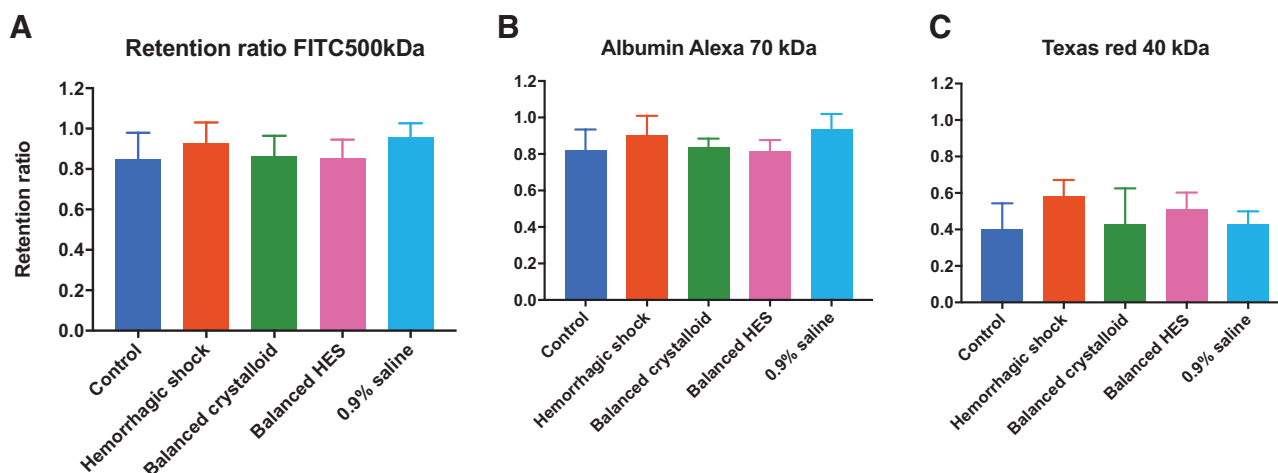 A
Retention ratio FITC500kDa
Retention ratio
1.2
1.0
0.8
0.6
0.4
0.2
0.0
Control
Hemorrhagic shock
Balanced crystalloid
Balanced HES
0.9% saline
B
Albumin Alexa 70 kDa
1.2
1.0
0.8
0.6
0.4
0.2
0.0
Control
Hemorrhagic shock
Balanced crystalloid
Balanced HES
0.9% saline
C
Texas red 40 kDa
1.2
1.0
0.8
0.6
0.4
0.2
0.0
Control
Hemorrhagic shock
Balanced crystalloid
Balanced HES
0.9% saline